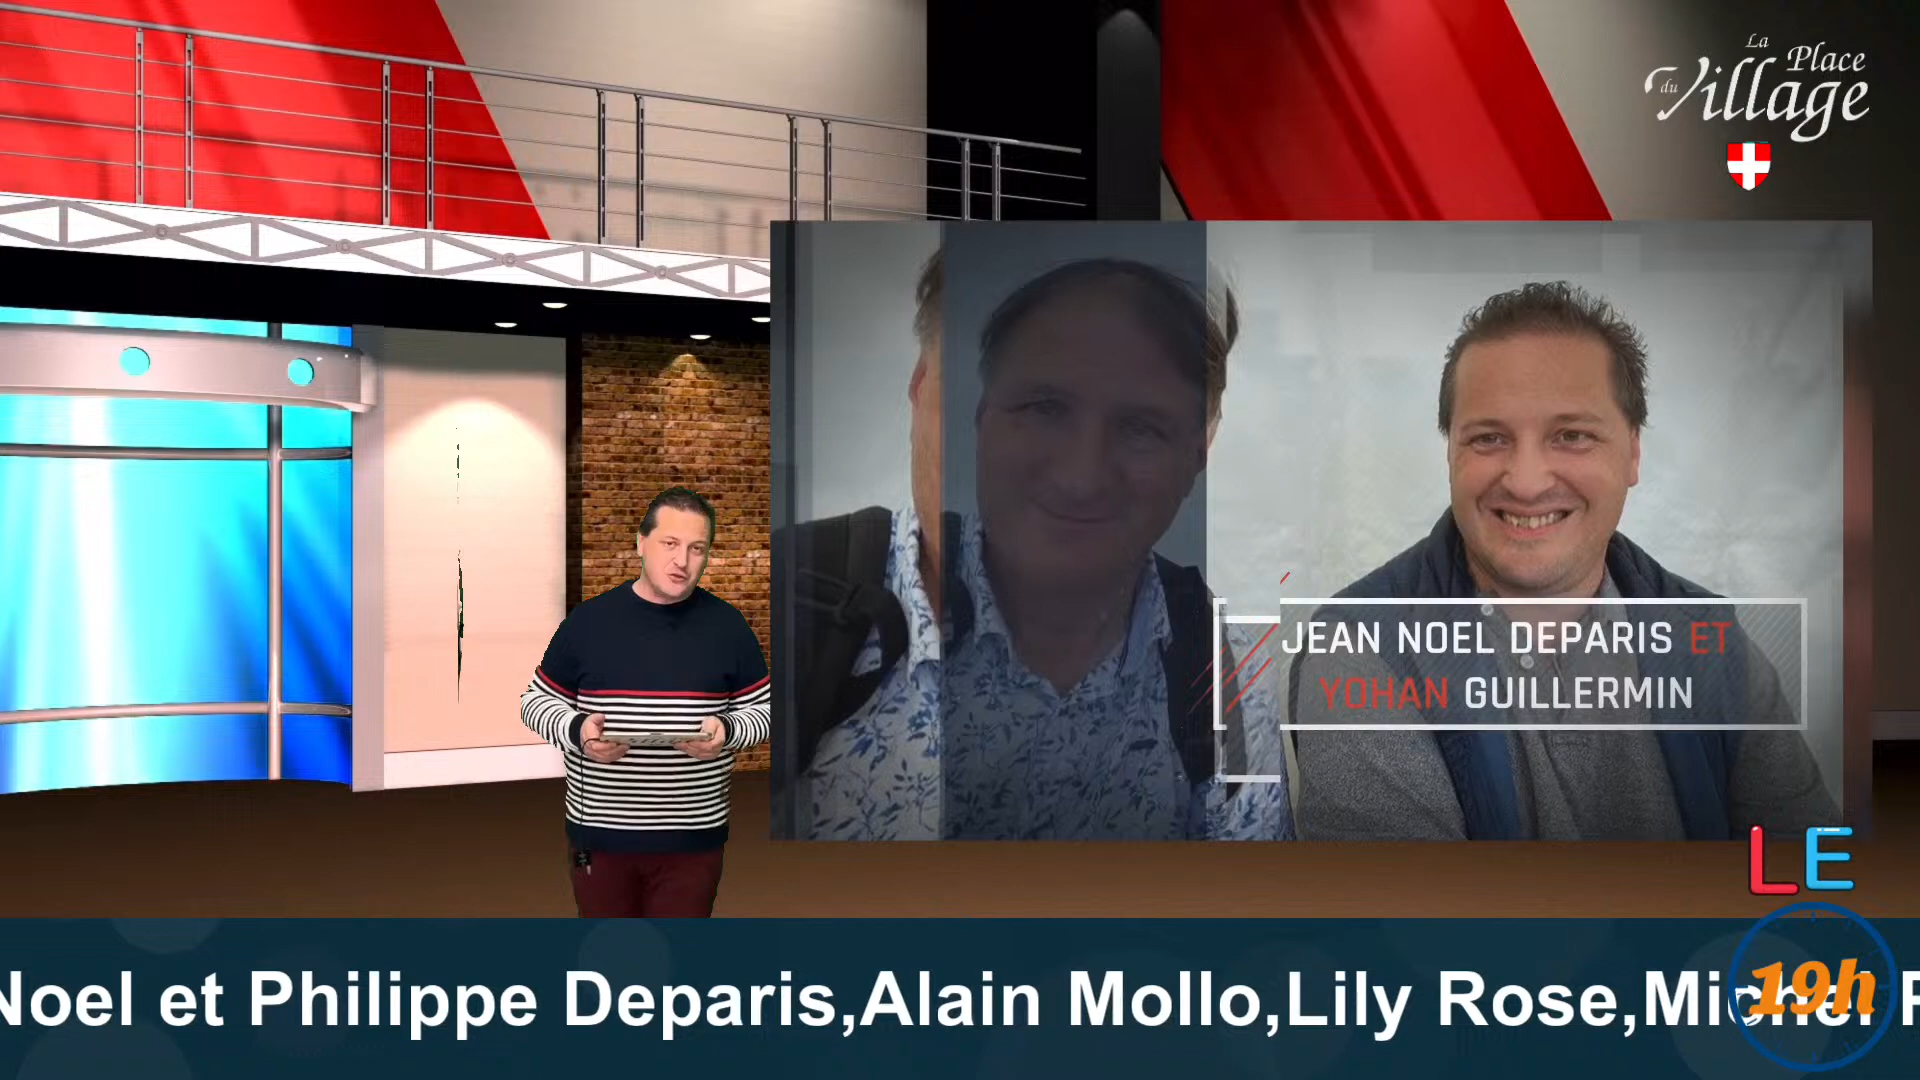 La Place
du Village
JEAN NOEL DEPARIS ET
YOHAN GUILLERMIN
LE
19h
Noel et Philippe Deparis,Alain Mollo,Lily Rose,Michel